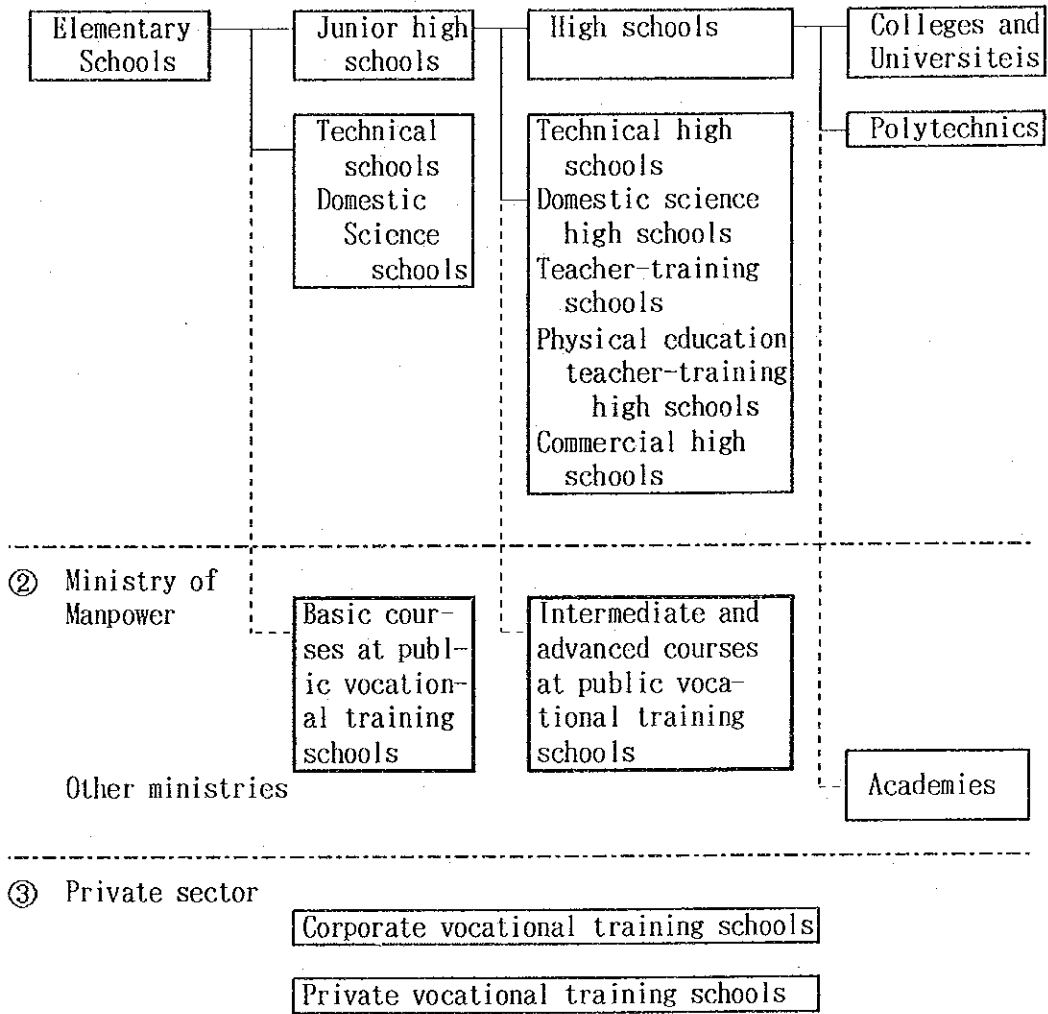 Elementary
Schools
Junior high
schools
High schools
Colleges and
Universiteis
Technical
schools
Domestic
Science
schools
Technical high
schools
Domestic science
high schools
Teacher-training
schools
Physical education
teacher-training
high schools
Commercial high
schools
Polytechnics
② Ministry of
Manpower
Basic cour-
ses at publ-
ic vocation-
al training
schools
Intermediate and
advanced courses
at public voca-
tional training
schools
Other ministries
Academies
③ Private sector
Corporate vocational training schools
Private vocational training schools